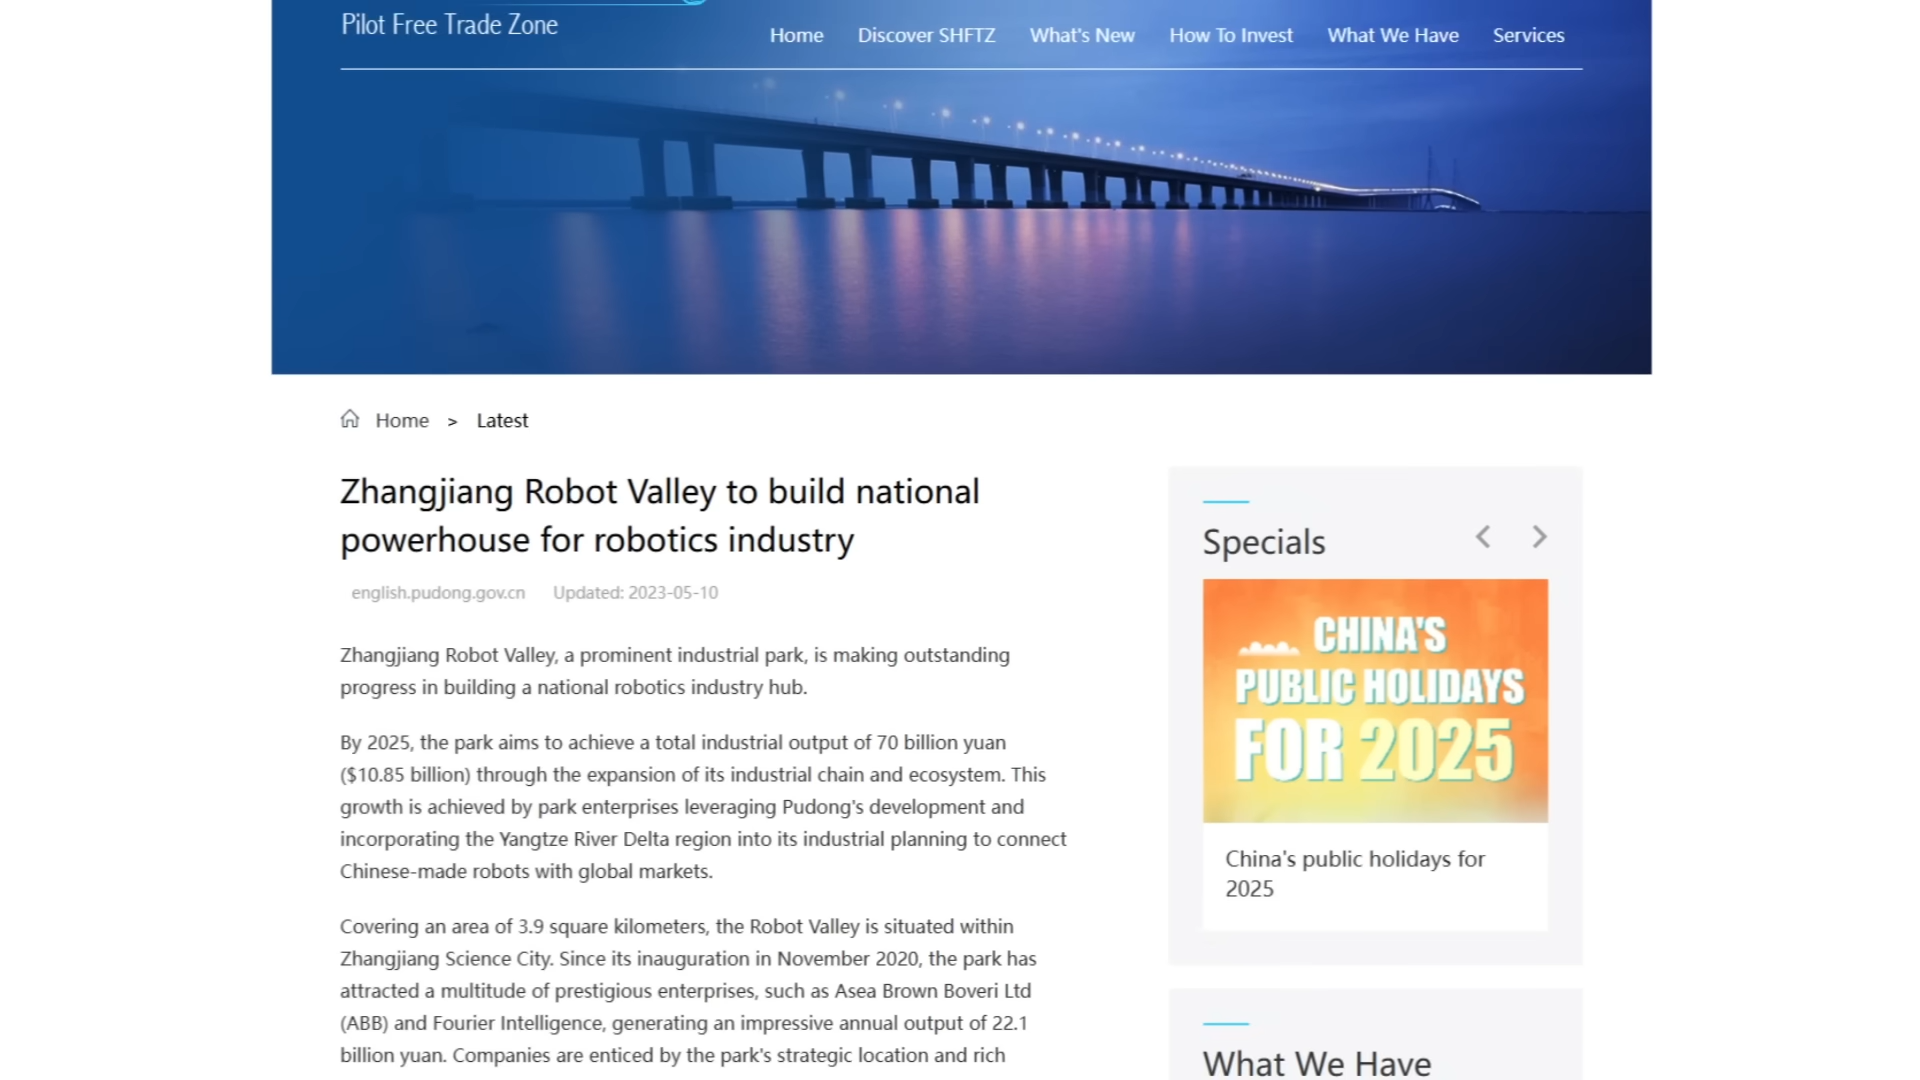 Pilot Free Trade Zone
Home Discover SHFTZ What's New How To Invest What We Have Services
Home > Latest
Zhangjiang Robot Valley to build national
powerhouse for robotics industry
english.pudong.gov.cn Updated: 2023-05-10
Zhangjiang Robot Valley, a prominent industrial park, is making outstanding
progress in building a national robotics industry hub.
By 2025, the park aims to achieve a total industrial output of 70 billion yuan
($10.85 billion) through the expansion of its industrial chain and ecosystem. This
growth is achieved by park enterprises leveraging Pudong's development and
incorporating the Yangtze River Delta region into its industrial planning to connect
Chinese-made robots with global markets.
Covering an area of 3.9 square kilometers, the Robot Valley is situated within
Zhangjiang Science City. Since its inauguration in November 2020, the park has
attracted a multitude of prestigious enterprises, such as Asea Brown Boveri Ltd
(ABB) and Fourier Intelligence, generating an impressive annual output of 22.1
billion yuan. Companies are enticed by the park's strategic location and rich
Specials
CHINA'S
PUBLIC HOLIDAYS
FOR 2025
China's public holidays for
2025
What We Have